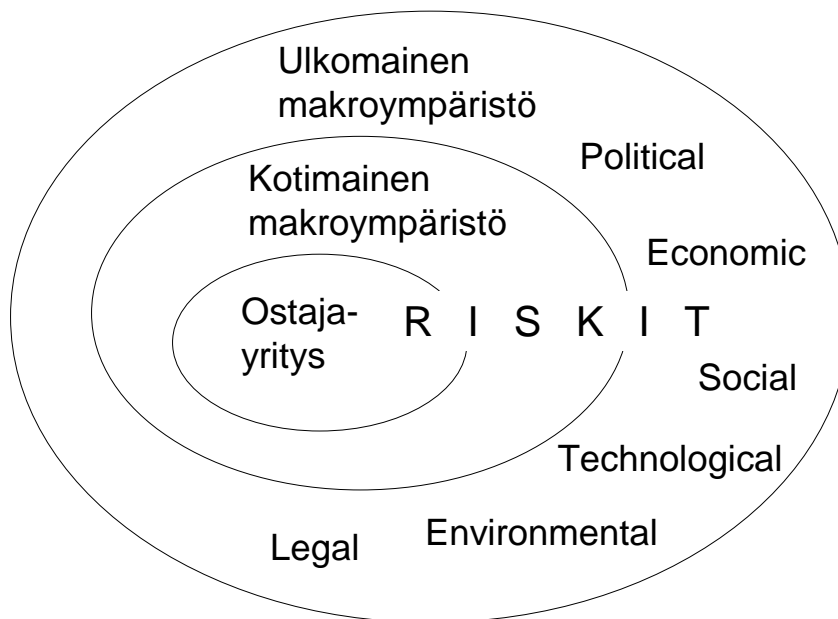 Ulkomainen
makroympäristö
Political
Kotimainen
makroympäristö
Economic
Ostaja-
yritys
R I S K I T
Social
Technological
Environmental
Legal